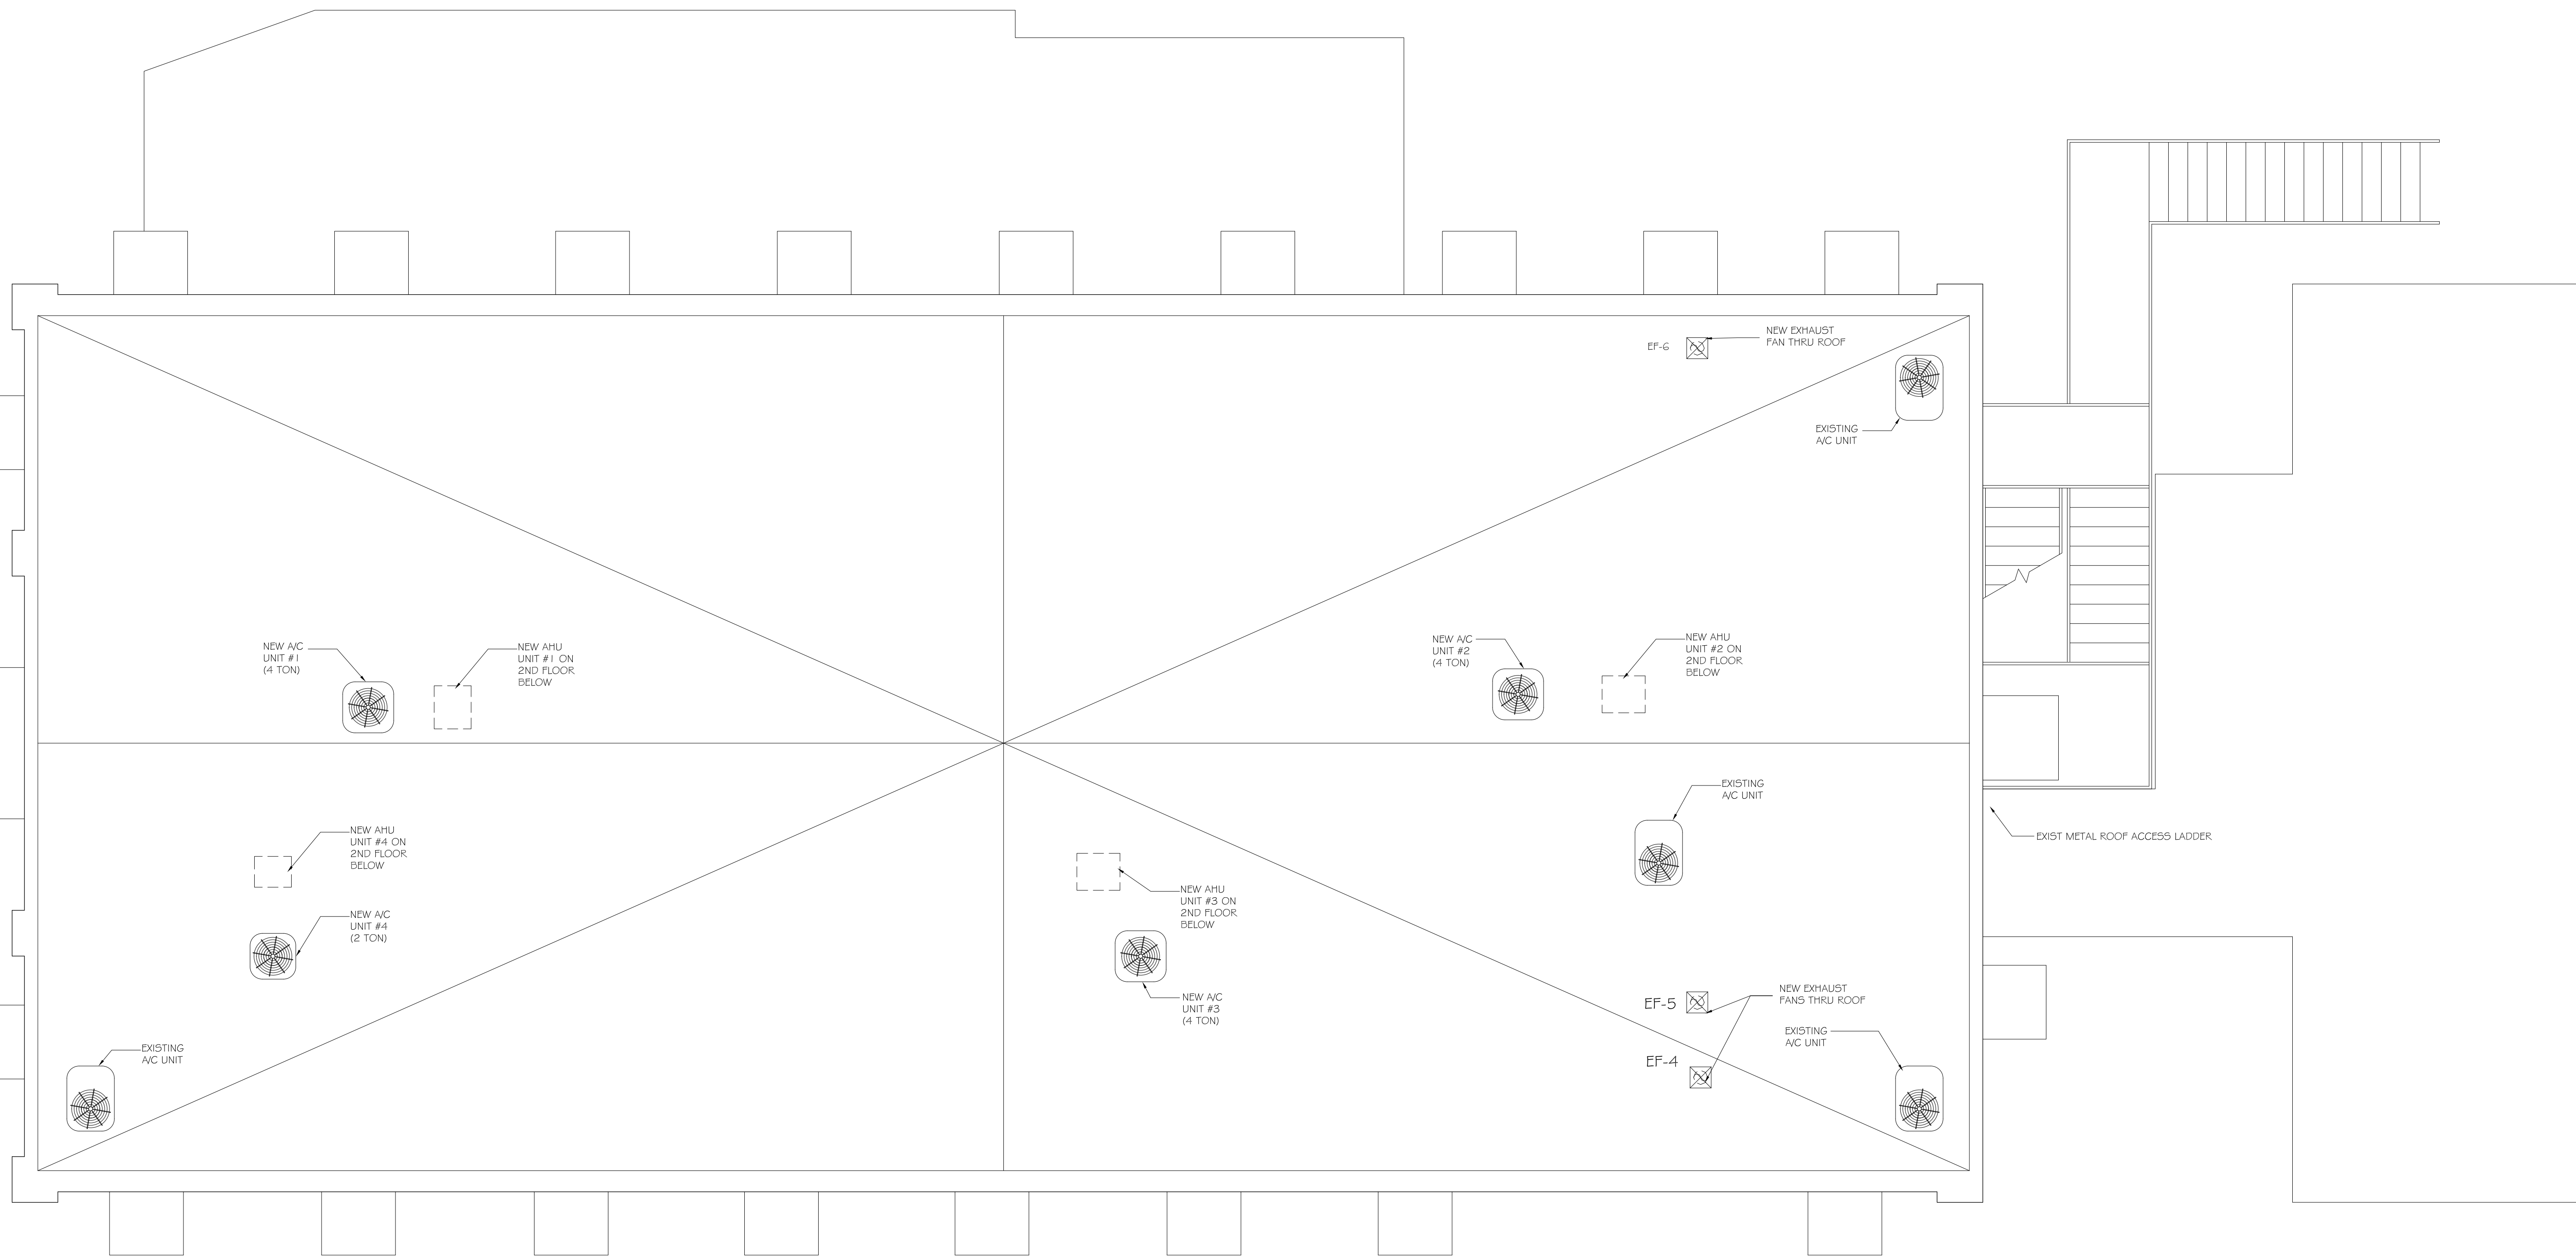 EF-6
NEW EXHAUST
FAN THRU ROOF
EXISTING
A/C UNIT
NEW A/C
UNIT #1
(4 TON)
NEW AHU
UNIT #1 ON
2ND FLOOR
BELOW
NEW A/C
UNIT #2
(4 TON)
NEW AHU
UNIT #2 ON
2ND FLOOR
BELOW
EXISTING
A/C UNIT
EXIST METAL ROOF ACCESS LADDER
NEW AHU
UNIT #4 ON
2ND FLOOR
BELOW
NEW A/C
UNIT #4
(2 TON)
NEW AHU
UNIT #3 ON
2ND FLOOR
BELOW
NEW A/C
UNIT #3
(4 TON)
EF-5
NEW EXHAUST
FANS THRU ROOF
EF-4
EXISTING
A/C UNIT
EXISTING
A/C UNIT